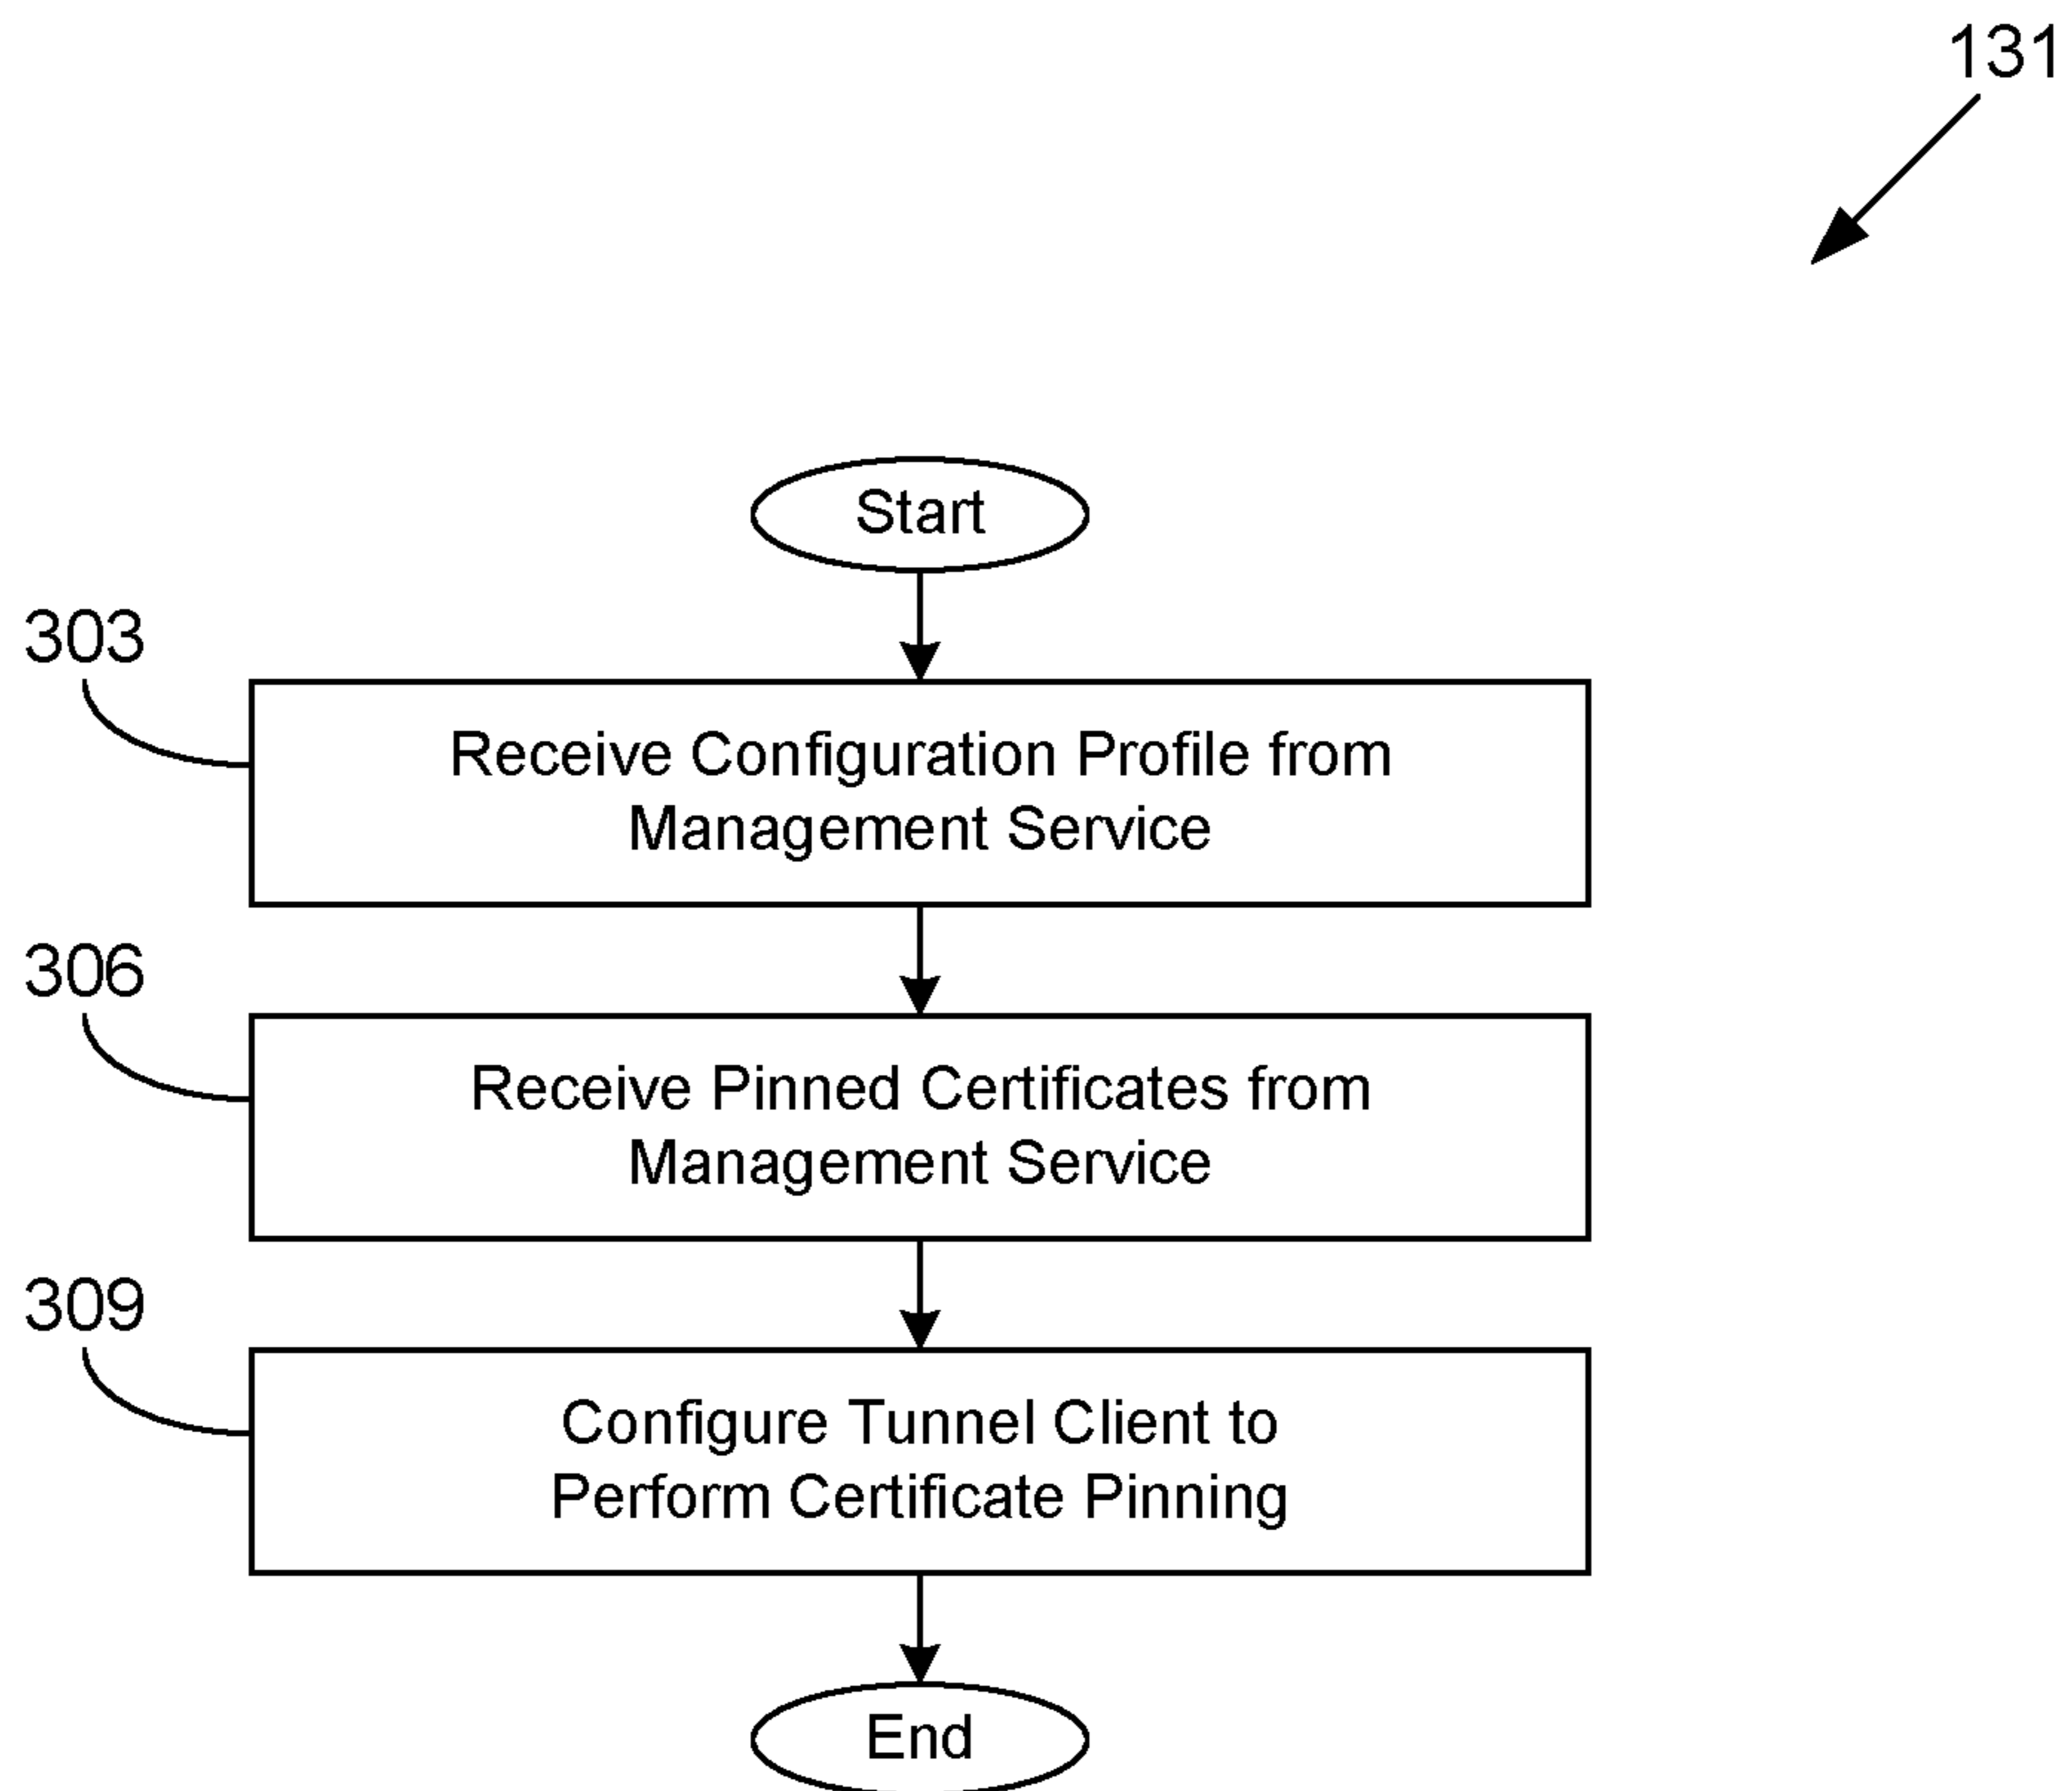 131
Start
303
Receive Configuration Profile from
Management Service
306
Receive Pinned Certificates from
Management Service
309
Configure Tunnel Client to
Perform Certificate Pinning
End